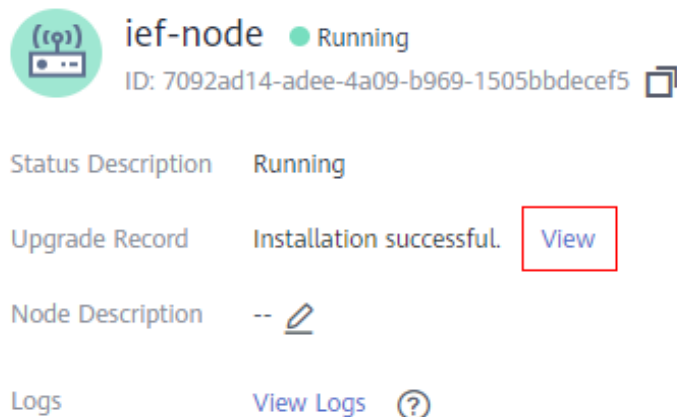 ief-node Running
ID: 7092ad14-adee-4a09-b969-1505bbdecef5
Status Description Running
Upgrade Record Installation successful. View
Node Description --
Logs View Logs